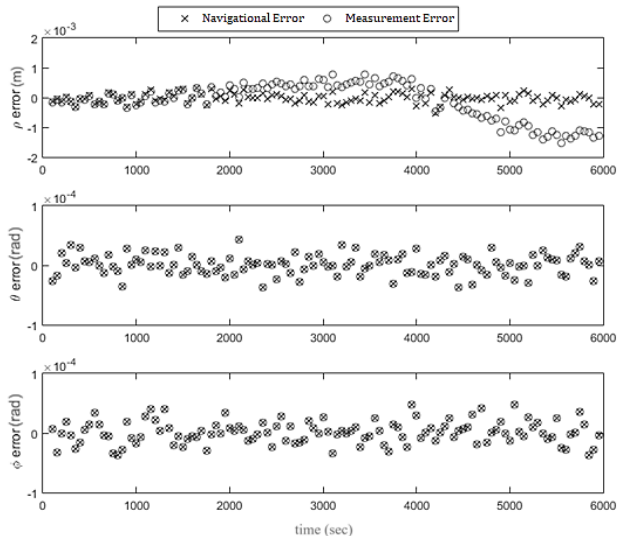 Navigational Error Measurement Error
× 10⁻³
2
1
0
-1
-2
ρ error (m)
0 1000 2000 3000 4000 5000 6000
× 10⁻⁴
1
0
-1
θ error (rad)
0 1000 2000 3000 4000 5000 6000
× 10⁻⁴
1
0
-1
ϕ error (rad)
0 1000 2000 3000 4000 5000 6000
time (sec)